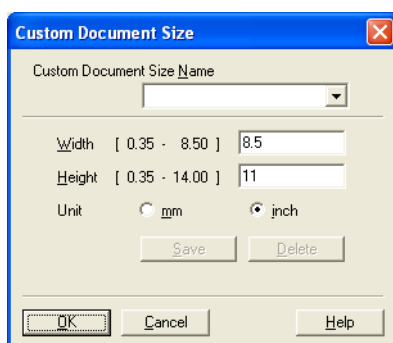 Custom Document Size
Custom Document Size Name
Width [ 0.35 - 8.50 ] 8.5
Height [ 0.35 - 14.00 ] 11
Unit mm inch
Save Delete
OK Cancel Help